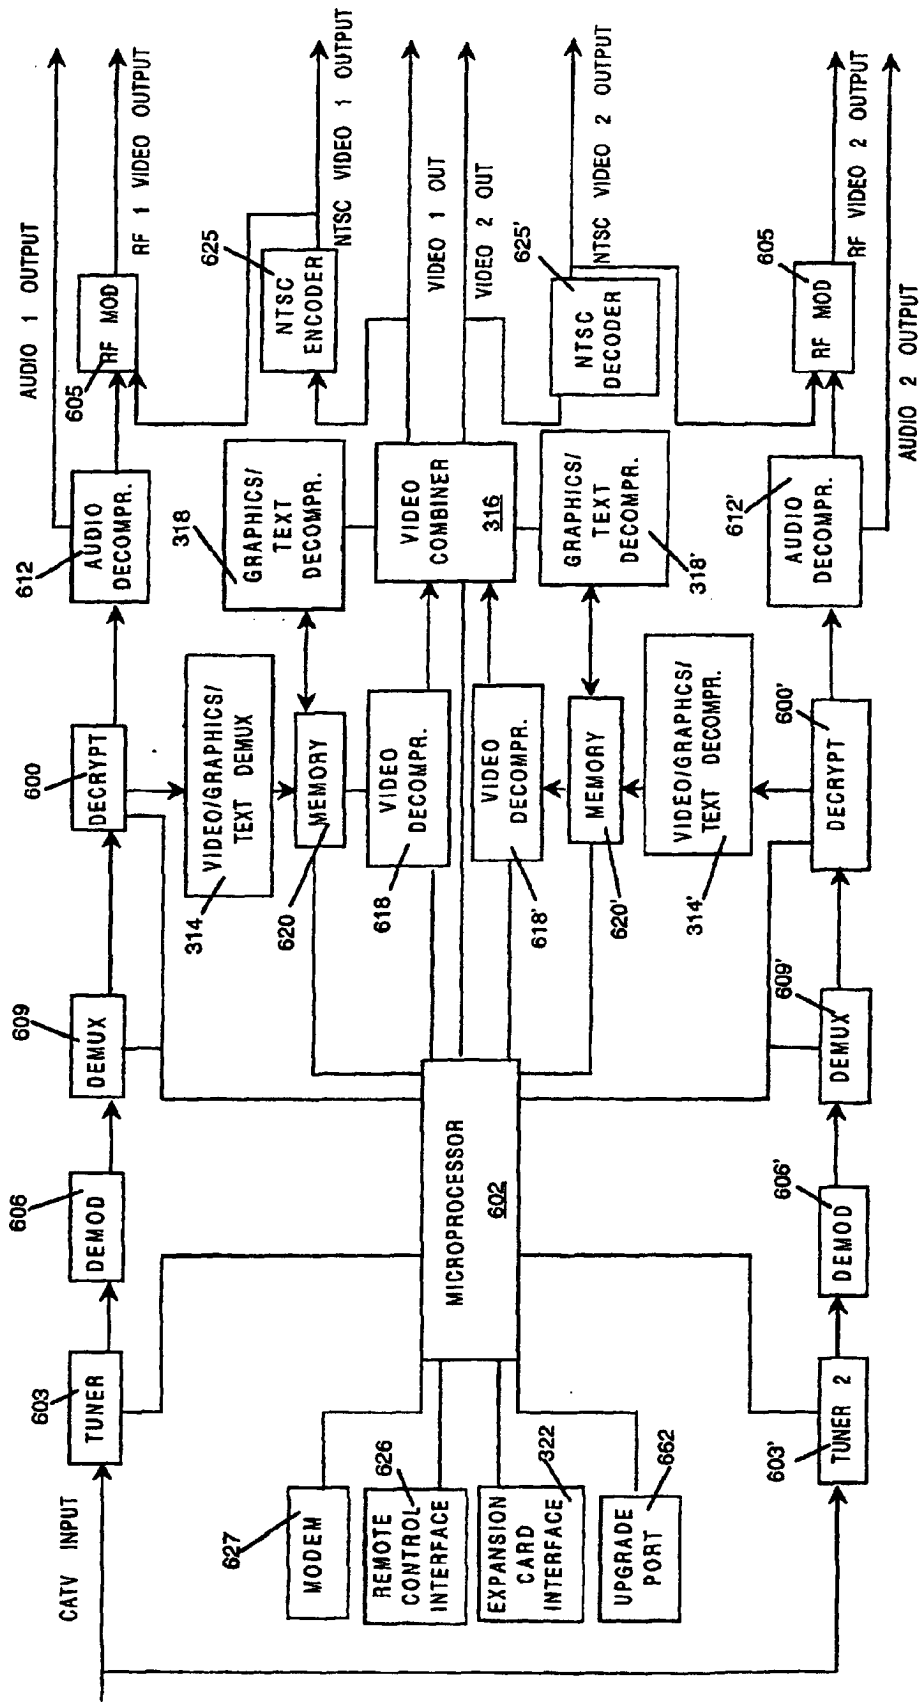 CATV INPUT
603
TUNER
606
DEMOD
609
DEMUX
600
DECRYPT
612
AUDIO
DECOMPR.
605
RF MOD
AUDIO 1 OUTPUT
RF 1 VIDEO OUTPUT
314
VIDEO/GRAPHICS/
TEXT DEMUX
318
GRAPHICS/
TEXT
DECOMPR.
625
NTSC
ENCODER
NTSC VIDEO 1 OUTPUT
627
MODEM
620
MEMORY
626
REMOTE
CONTROL
INTERFACE
MICROPROCESSOR
602
618
VIDEO
DECOMPR.
VIDEO
COMBINER
316
VIDEO 1 OUT
VIDEO 2 OUT
322
EXPANSION
CARD
INTERFACE
618'
VIDEO
DECOMPR.
662
UPGRADE
PORT
620'
MEMORY
GRAPHICS/
TEXT
DECOMPR.
318'
625'
NTSC
DECODER
NTSC VIDEO 2 OUTPUT
314'
VIDEO/GRAPHCS/
TEXT DECOMPR.
603'
TUNER 2
606'
DEMOD
609'
DEMUX
600'
DECRYPT
612'
AUDIO
DECOMPR.
605
RF MOD
RF VIDEO 2 OUTPUT
AUDIO 2 OUTPUT